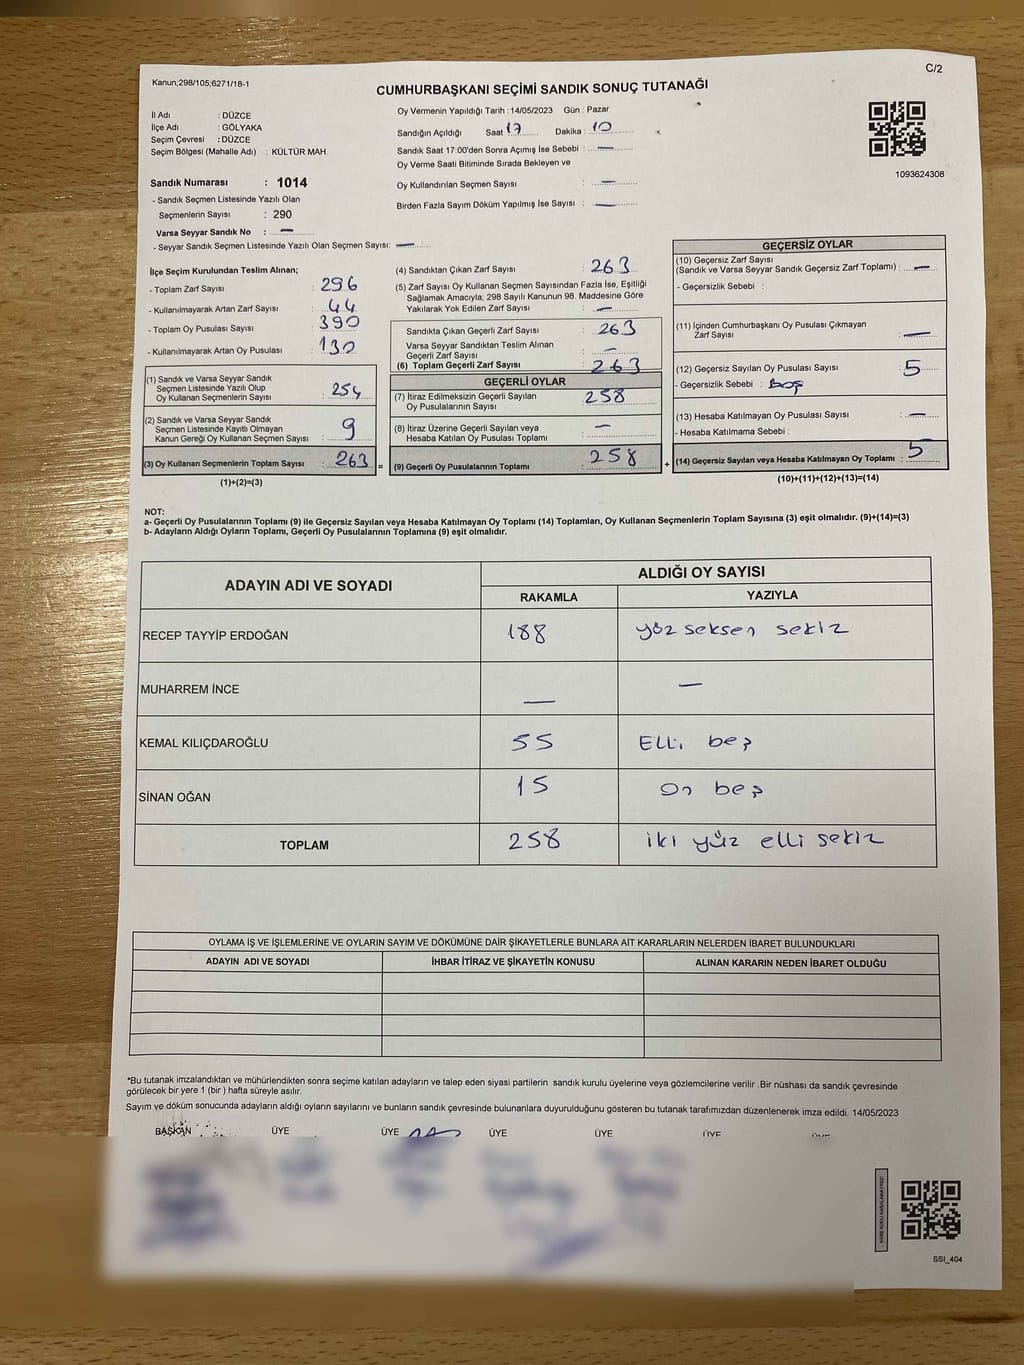 Kanun;298/105;6271/18-1
C/2
CUMHURBAŞKANI SEÇİMİ SANDIK SONUÇ TUTANAĞI
İl Adı : DÜZCE
İlçe Adı : GÖLYAKA
Seçim Çevresi : DÜZCE
Seçim Bölgesi (Mahalle Adı) : KÜLTÜR MAH.
Sandık Numarası : 1014
- Sandık Seçmen Listesinde Yazılı Olan
Seçmenlerin Sayısı : 290
Varsa Seyyar Sandık No : —
- Seyyar Sandık Seçmen Listesinde Yazılı Olan Seçmen Sayısı: —
Oy Vermenin Yapıldığı Tarih : 14/05/2023 Gün : Pazar
Sandığın Açıldığı Saat 17 Dakika : 10
Sandık Saat 17:00'den Sonra Açımış İse Sebebi : —
Oy Verme Saati Bitiminde Sırada Bekleyen ve
Oy Kullandırılan Seçmen Sayısı : —
Birden Fazla Sayım Döküm Yapılmış İse Sayısı : —
1093624308
İlçe Seçim Kurulundan Teslim Alınan;
- Toplam Zarf Sayısı : 296
- Kullanılmayarak Artan Zarf Sayısı : 44
- Toplam Oy Pusulası Sayısı : 390
- Kullanılmayarak Artan Oy Pusulası : 130
(1) Sandık ve Varsa Seyyar Sandık
Seçmen Listesinde Yazılı Olup
Oy Kullanan Seçmenlerin Sayısı : 254
(2) Sandık ve Varsa Seyyar Sandık
Seçmen Listesinde Kayıtlı Olmayan
Kanun Gereği Oy Kullanan Seçmen Sayısı : 9
(3) Oy Kullanan Seçmenlerin Toplam Sayısı : 263 =
(1)+(2)=(3)
(4) Sandıktan Çıkan Zarf Sayısı : 263
(5) Zarf Sayısı Oy Kullanan Seçmen Sayısından Fazla İse, Eşitliği
Sağlamak Amacıyla; 298 Sayılı Kanunun 98. Maddesine Göre
Yakılarak Yok Edilen Zarf Sayısı : —
Sandıkta Çıkan Geçerli Zarf Sayısı : 263
Varsa Seyyar Sandıktan Teslim Alınan
Geçerli Zarf Sayısı : —
(6) Toplam Geçerli Zarf Sayısı : 263
GEÇERLİ OYLAR
(7) İtiraz Edilmeksizin Geçerli Sayılan
Oy Pusulalarının Sayısı : 258
(8) İtiraz Üzerine Geçerli Sayılan veya
Hesaba Katılan Oy Pusulası Toplamı : —
(9) Geçerli Oy Pusulalarının Toplamı : 258 +
GEÇERSİZ OYLAR
(10) Geçersiz Zarf Sayısı
(Sandık ve Varsa Seyyar Sandık Geçersiz Zarf Toplamı) : —
- Geçersizlik Sebebi :
(11) İçinden Cumhurbaşkanı Oy Pusulası Çıkmayan
Zarf Sayısı : —
(12) Geçersiz Sayılan Oy Pusulası Sayısı : 5
- Geçersizlik Sebebi : Boş
(13) Hesaba Katılmayan Oy Pusulası Sayısı : —
- Hesaba Katılmama Sebebi :
(14) Geçersiz Sayılan veya Hesaba Katılmayan Oy Toplamı : 5
(10)+(11)+(12)+(13)=(14)
NOT:
a- Geçerli Oy Pusulalarının Toplamı (9) ile Geçersiz Sayılan veya Hesaba Katılmayan Oy Toplamı (14) Toplamları, Oy Kullanan Seçmenlerin Toplam Sayısına (3) eşit olmalıdır. (9)+(14)=(3)
b- Adayların Aldığı Oyların Toplamı, Geçerli Oy Pusulalarının Toplamına (9) eşit olmalıdır.
ADAYIN ADI VE SOYADI ALDIĞI OY SAYISI
RAKAMLA YAZIYLA
RECEP TAYYİP ERDOĞAN 188 yöz seksen sekiz
MUHARREM İNCE — —
KEMAL KILIÇDAROĞLU 55 Elli beş
SİNAN OĞAN 15 On beş
TOPLAM 258 iki yüz elli sekiz
OYLAMA İŞ VE İŞLEMLERİNE VE OYLARIN SAYIM VE DÖKÜMÜNE DAİR ŞİKAYETLERLE BUNLARA AİT KARARLARIN NELERDEN İBARET BULUNDUKLARI
ADAYIN ADI VE SOYADI İHBAR İTİRAZ VE ŞİKAYETİN KONUSU ALINAN KARARIN NEDEN İBARET OLDUĞU
*Bu tutanak imzalandıktan ve mühürlendikten sonra seçime katılan adayların ve talep eden siyasi partilerin sandık kurulu üyelerine veya gözlemcilerine verilir .Bir nüshası da sandık çevresinde
görülecek bir yere 1 (bir ) hafta süreyle asılır.
Sayım ve döküm sonucunda adayların aldığı oyların sayılarını ve bunların sandık çevresinde bulunanlara duyurulduğunu gösteren bu tutanak tarafımızdan düzenlenerek imza edildi. 14/05/2023
BAŞKAN ÜYE ÜYE ÜYE ÜYE ÜYE ÜYE
SSİ_404